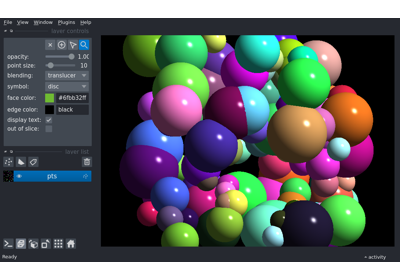 File View Window Plugins Help
layer controls
opacity: 1.00
point size: 10
blending: translucer
symbol: disc
face color: #6fbb32ff
edge color: black
display text:
out of slice:
layer list
pts
Ready
activity